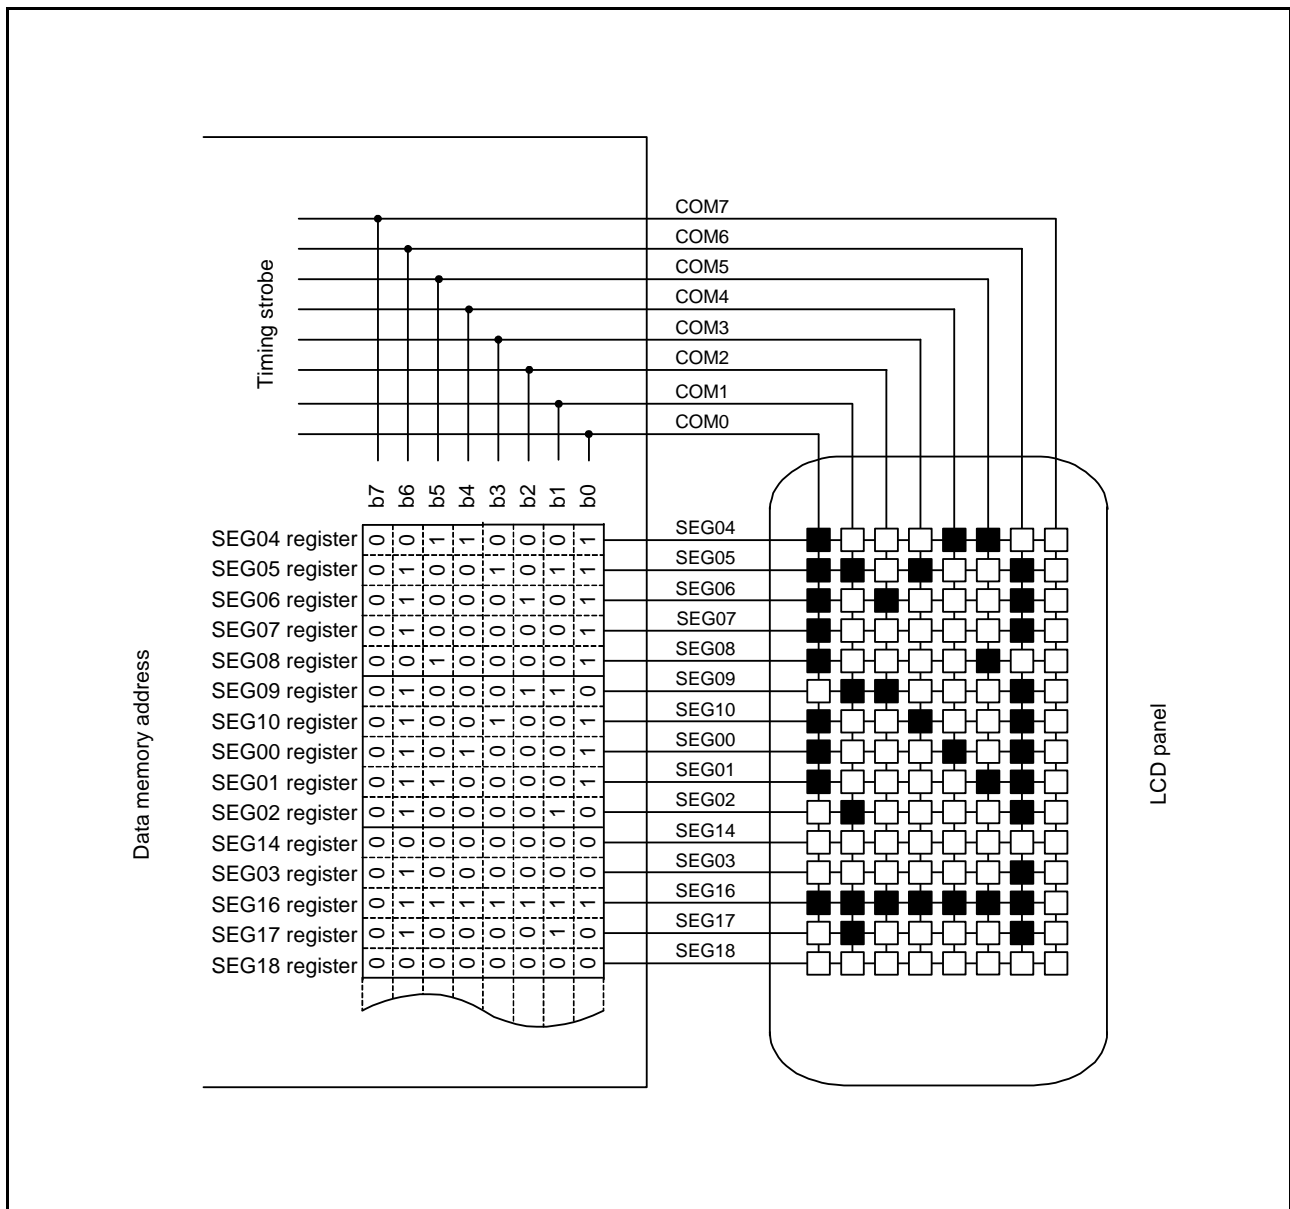 COM7
COM6
COM5
COM4
COM3
COM2
COM1
COM0
Timing strobe
b7 b6 b5 b4 b3 b2 b1 b0
SEG04 register 0 0 1 1 0 0 0 1 SEG04
SEG05 register 0 1 0 0 1 0 1 1 SEG05
SEG06 register 0 1 0 0 0 1 0 1 SEG06
SEG07 register 0 1 0 0 0 0 0 1 SEG07
SEG08 register 0 0 1 0 0 0 0 1 SEG08
SEG09 register 0 1 0 0 0 1 1 0 SEG09
SEG10 register 0 1 0 0 1 0 0 1 SEG10
SEG00 register 0 1 0 1 0 0 0 1 SEG00
SEG01 register 0 1 1 0 0 0 0 1 SEG01
SEG02 register 0 1 0 0 0 0 1 0 SEG02
SEG14 register 0 0 0 0 0 0 0 0 SEG14
SEG03 register 0 1 0 0 0 0 0 0 SEG03
SEG16 register 0 1 1 1 1 1 1 1 SEG16
SEG17 register 0 1 0 0 0 0 1 0 SEG17
SEG18 register 0 0 0 0 0 0 0 0 SEG18
Data memory address
LCD panel